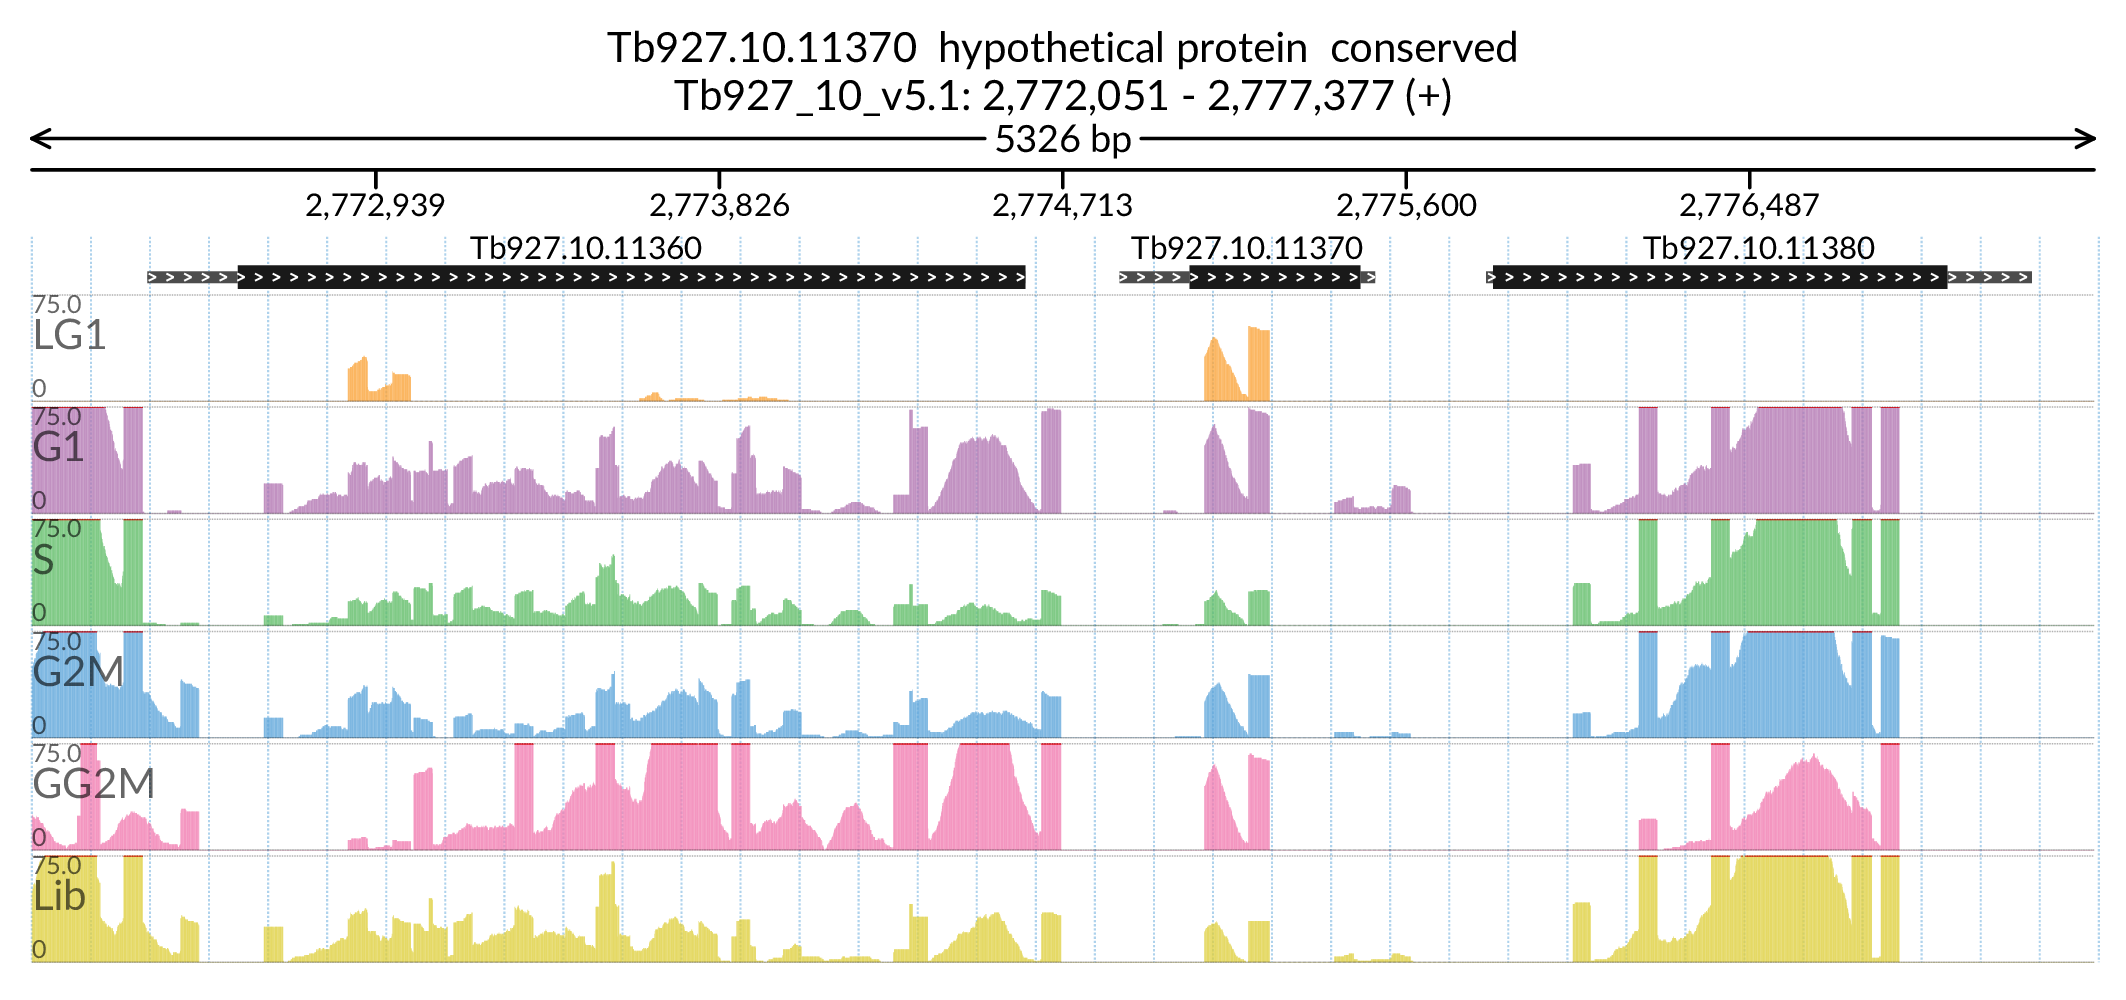 Tb927.10.11370 hypothetical protein conserved
Tb927_10_v5.1: 2,772,051 - 2,777,377 (+)
5326 bp
2,772,939 2,773,826 2,774,713 2,775,600 2,776,487
Tb927.10.11360 Tb927.10.11370 Tb927.10.11380
75.0
LG1
0
75.0
G1
0
75.0
S
0
75.0
G2M
0
75.0
GG2M
0
75.0
Lib
0